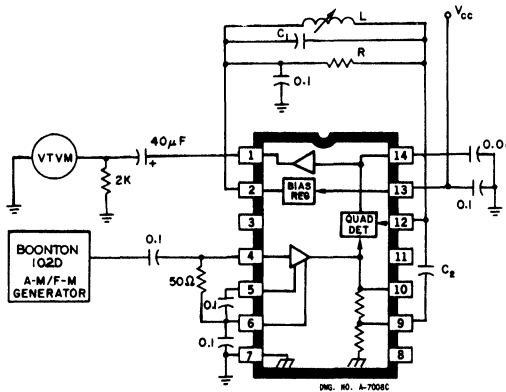 L
C1
VCC
R
0.1
40µF
+
VTVM
2K
1
14
BIAS
REG
2
13
0.1
3
QUAD
DET
12
BOONTON
102D
A-M/F-M
GENERATOR
0.1
4
11
50Ω
C2
5
10
0.1
6
9
0.1
7
8
DWG. NO. A-7008C